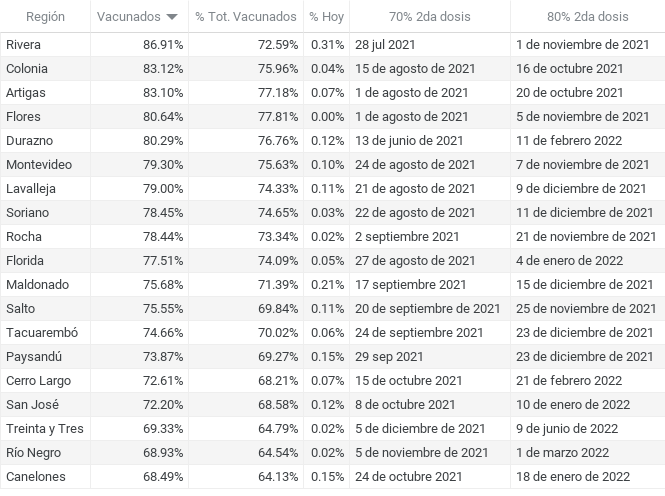 Región Vacunados % Tot. Vacunados % Hoy 70% 2da dosis 80% 2da dosis
Rivera 86.91% 72.59% 0.31% 28 jul 2021 1 de noviembre de 2021
Colonia 83.12% 75.96% 0.04% 15 de agosto de 2021 16 de octubre 2021
Artigas 83.10% 77.18% 0.07% 1 de agosto de 2021 20 de octubre 2021
Flores 80.64% 77.81% 0.00% 1 de agosto de 2021 5 de noviembre de 2021
Durazno 80.29% 76.76% 0.12% 13 de junio de 2021 11 de febrero 2022
Montevideo 79.30% 75.63% 0.10% 24 de agosto de 2021 7 de noviembre de 2021
Lavalleja 79.00% 74.33% 0.11% 21 de agosto de 2021 9 de diciembre de 2021
Soriano 78.45% 74.65% 0.03% 22 de agosto de 2021 11 de diciembre de 2021
Rocha 78.44% 73.34% 0.02% 2 septiembre 2021 21 de noviembre de 2021
Florida 77.51% 74.09% 0.05% 27 de agosto de 2021 4 de enero de 2022
Maldonado 75.68% 71.39% 0.21% 17 septiembre 2021 15 de diciembre de 2021
Salto 75.55% 69.84% 0.11% 20 de septiembre de 2021 25 de noviembre de 2021
Tacuarembó 74.66% 70.02% 0.06% 24 de septiembre 2021 23 de diciembre de 2021
Paysandú 73.87% 69.27% 0.15% 29 sep 2021 23 de diciembre de 2021
Cerro Largo 72.61% 68.21% 0.07% 15 de octubre 2021 21 de febrero 2022
San José 72.20% 68.58% 0.12% 8 de octubre 2021 10 de enero de 2022
Treinta y Tres 69.33% 64.79% 0.02% 5 de diciembre de 2021 9 de junio de 2022
Río Negro 68.93% 64.54% 0.02% 5 de noviembre de 2021 1 de marzo 2022
Canelones 68.49% 64.13% 0.15% 24 de octubre 2021 18 de enero de 2022